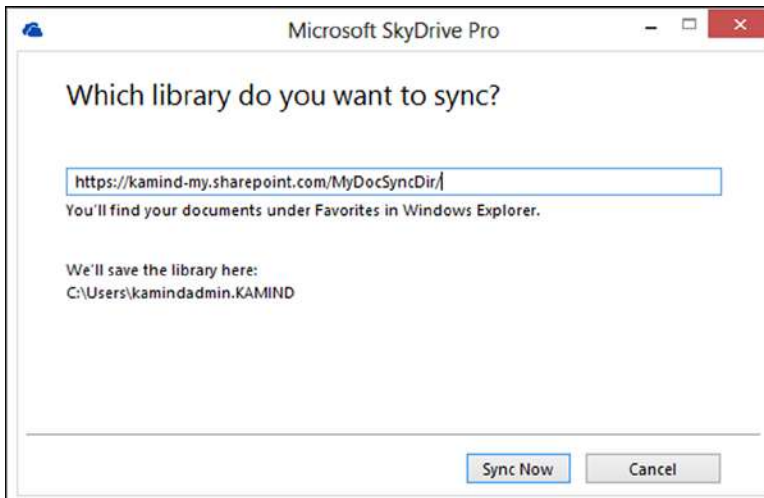 Microsoft SkyDrive Pro
Which library do you want to sync?
https://kamind-my.sharepoint.com/MyDocSyncDir/
You'll find your documents under Favorites in Windows Explorer.
We'll save the library here:
C:\Users\kamindadmin.KAMIND
Sync Now Cancel